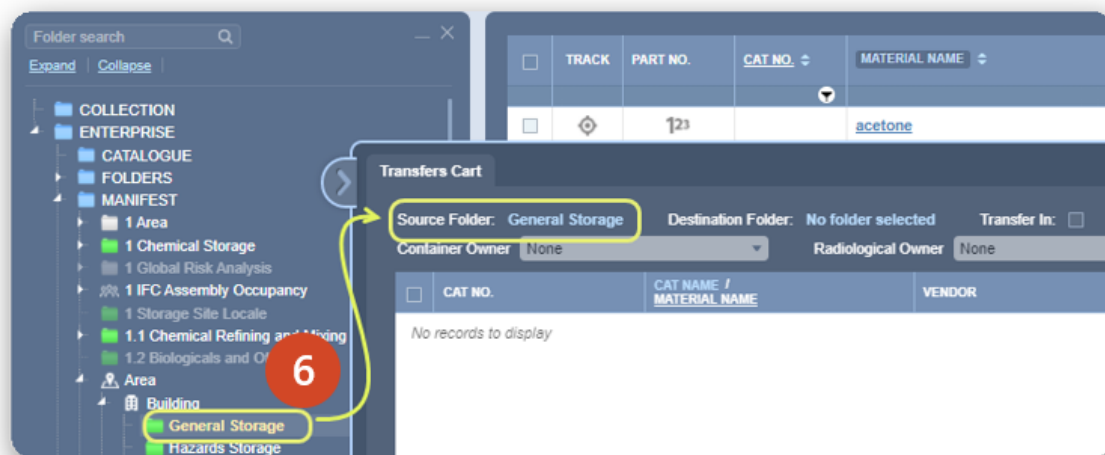 Folder search
Expand | Collapse |
COLLECTION
ENTERPRISE
CATALOGUE
FOLDERS
MANIFEST
1 Area
1 Chemical Storage
1 Global Risk Analysis
1 IFC Assembly Occupancy
1 Storage Site Locale
1.1 Chemical Refining and Mixing
1.2 Biologicals and
Area
Building
General Storage
Hazards Storage
6
TRACK PART NO. CAT NO. MATERIAL NAME
123 acetone
Transfers Cart
Source Folder: General Storage Destination Folder: No folder selected Transfer In:
Container Owner None Radiological Owner None
CAT NO. CAT NAME / VENDOR
MATERIAL NAME
No records to display